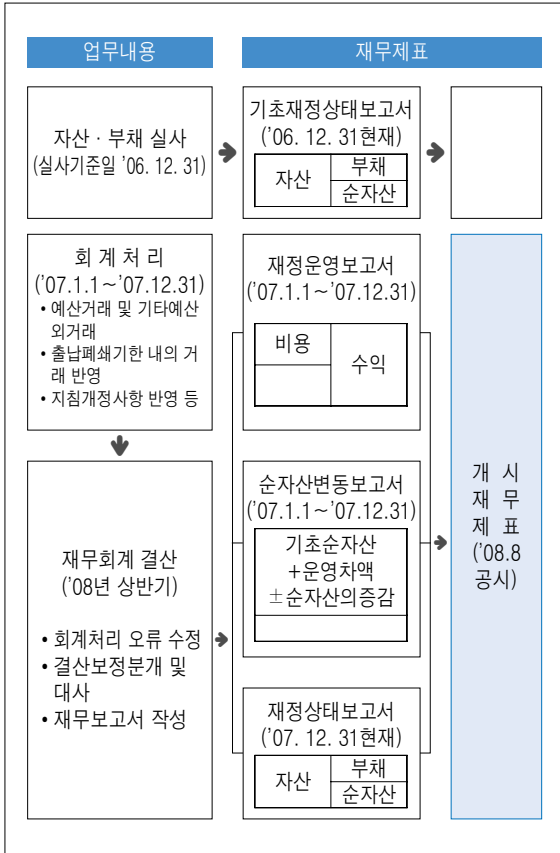 업무내용
재무제표
자산 · 부채 실사
(실사기준일 '06. 12. 31)
기초재정상태보고서
('06. 12. 31현재)
자산
부채
순자산
회 계 처 리
('07.1.1~'07.12.31)
• 예산거래 및 기타예산
외거래
• 출납폐쇄기한 내의 거
래 반영
• 지침개정사항 반영 등
재정운영보고서
('07.1.1~'07.12.31)
비용
수익
재무회계 결산
('08년 상반기)
• 회계처리 오류 수정
• 결산보정분개 및
대사
• 재무보고서 작성
순자산변동보고서
('07.1.1~'07.12.31)
기초순자산
+운영차액
±순자산의증감
재정상태보고서
('07. 12. 31현재)
자산
부채
순자산
개 시
재 무
제 표
('08.8
공시)